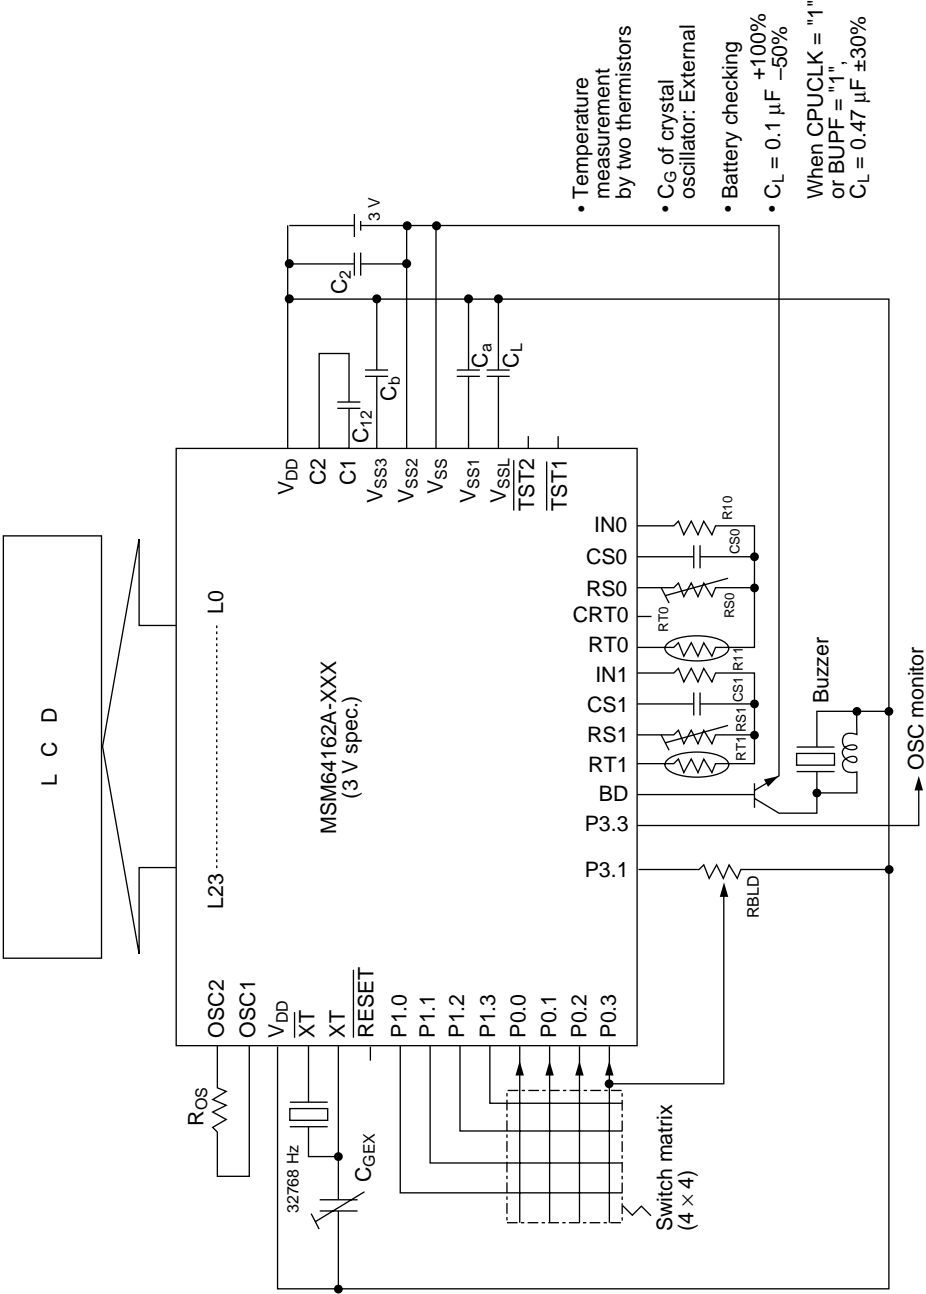 L C D
L23
L0
MSM64162A-XXX
(3 V spec.)
OSC2
OSC1
VDD
XT
XT
RESET
P1.0
P1.1
P1.2
P1.3
P0.0
P0.1
P0.2
P0.3
ROS
32768 Hz
CGEX
Switch matrix
(4 × 4)
VDD
C2
C1
VSS3
VSS2
VSS
VSS1
VSSL
TST2
TST1
C12
Cb
Ca
CL
C2
3 V
IN0
CS0
RS0
CRT0
RT0
IN1
CS1
RS1
RT1
BD
P3.3
P3.1
R10
CS0
RS0
RT0
R11
CS1
RS1
RT1
Buzzer
OSC monitor
RBLD
• Temperature
measurement
by two thermistors
• CG of crystal
oscillator: External
• Battery checking
• CL = 0.1 μF +100%
–50%
When CPUCLK = "1"
or BUPF = "1",
CL = 0.47 μF ±30%